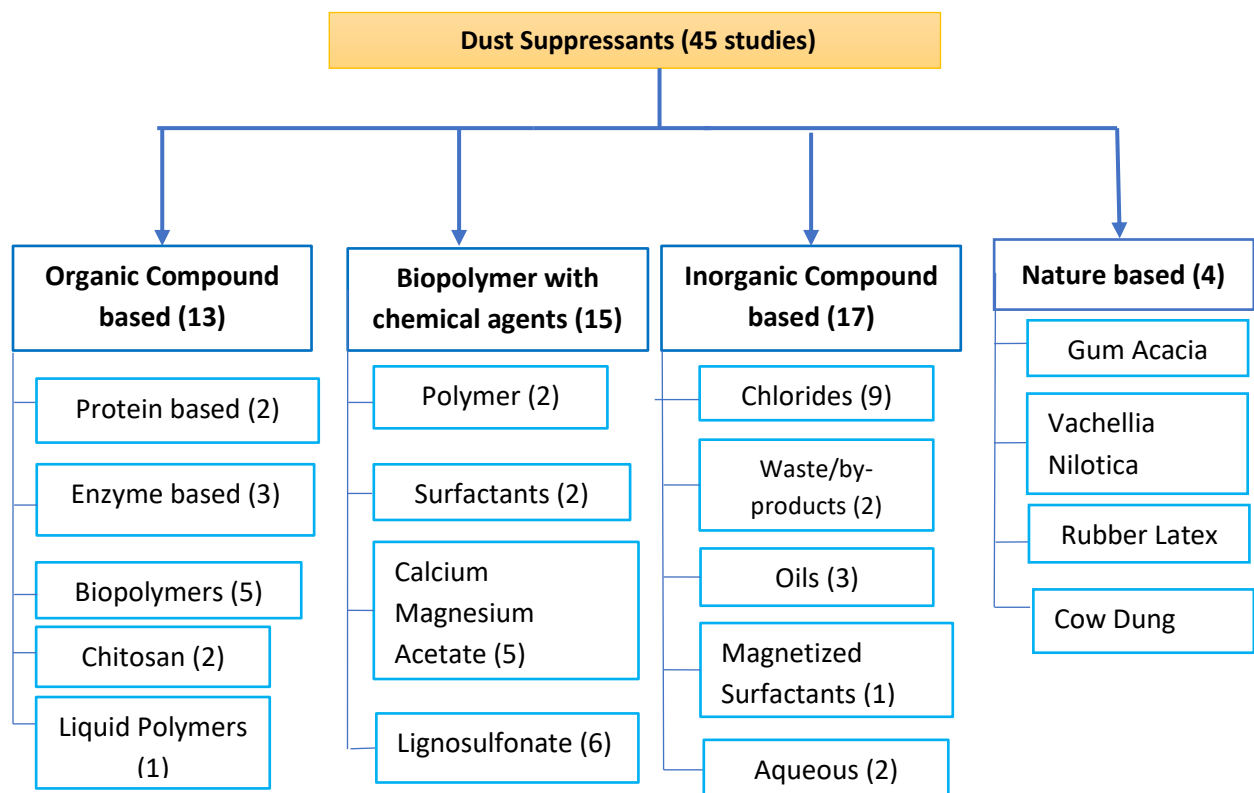 Dust Suppressants (45 studies)
Organic Compound
based (13)
Protein based (2)
Enzyme based (3)
Biopolymers (5)
Chitosan (2)
Liquid Polymers
(1)
Biopolymer with
chemical agents (15)
Polymer (2)
Surfactants (2)
Calcium
Magnesium
Acetate (5)
Lignosulfonate (6)
Inorganic Compound
based (17)
Chlorides (9)
Waste/by-
products (2)
Oils (3)
Magnetized
Surfactants (1)
Aqueous (2)
Nature based (4)
Gum Acacia
Vachellia
Nilotica
Rubber Latex
Cow Dung